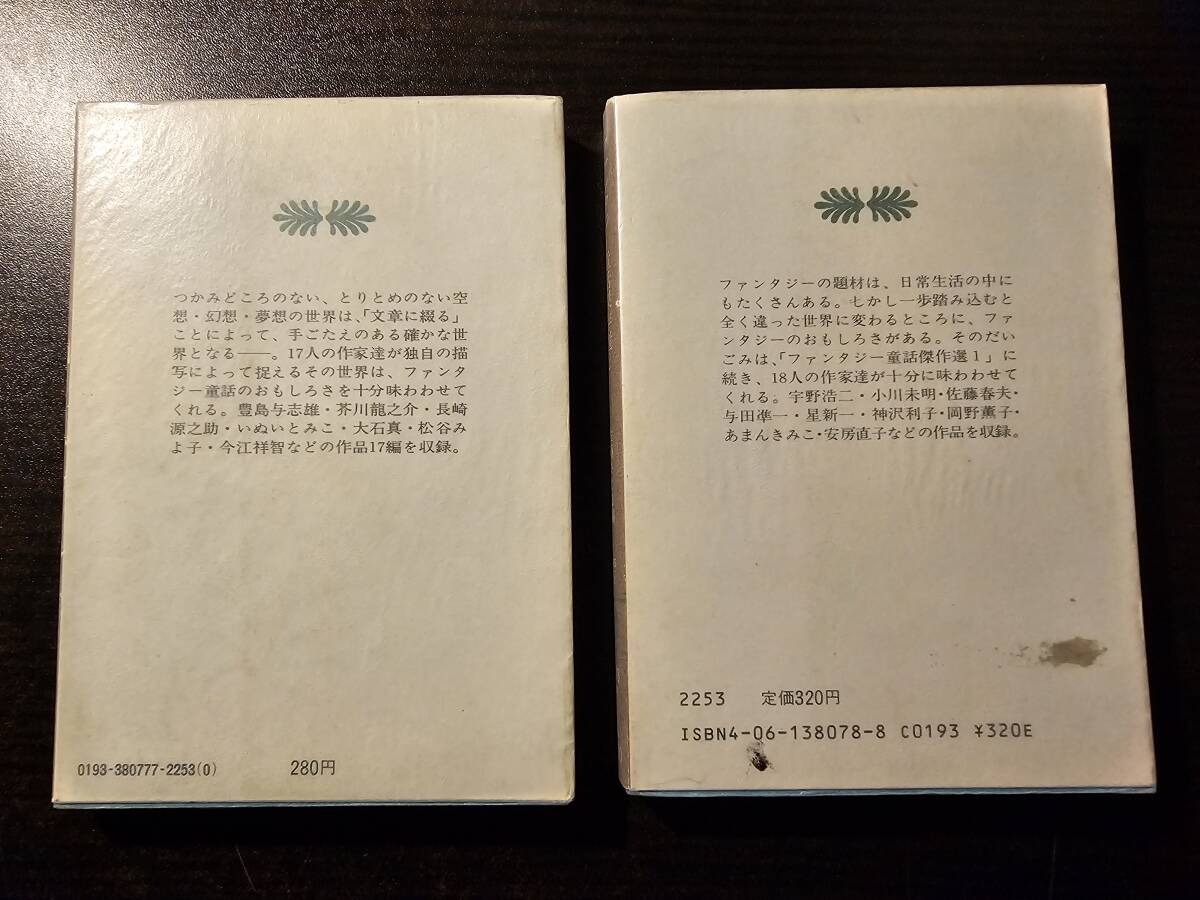 つかみどころのない、とりとめのない空
想・幻想・夢想の世界は、「文章に綴る」
ことによって、手ごたえのある確かな世
界となる――。17人の作家達が独自の描
写によって捉えるその世界は、ファンタ
ジー童話のおもしろさを十分味わわせて
くれる。豊島与志雄・芥川龍之介・長崎
源之助・いぬいとみこ・大石真・松谷み
よ子・今江祥智などの作品17編を収録。
0193-380777-2253(0)
280円
ファンタジーの題材は、日常生活の中に
もたくさんある。しかし一歩踏み込むと
全く違った世界に変わるところに、ファ
ンタジーのおもしろさがある。そのだい
ごみは、「ファンタジー童話傑作選1」に
続き、18人の作家達が十分に味わわせて
くれる。宇野浩二・小川未明・佐藤春夫・
与田凖一・星新一・神沢利子・岡野薫子・
あまんきみこ・安房直子などの作品を収録。
2253 定価320円
ISBN4-06-138078-8 C0193 ¥320E